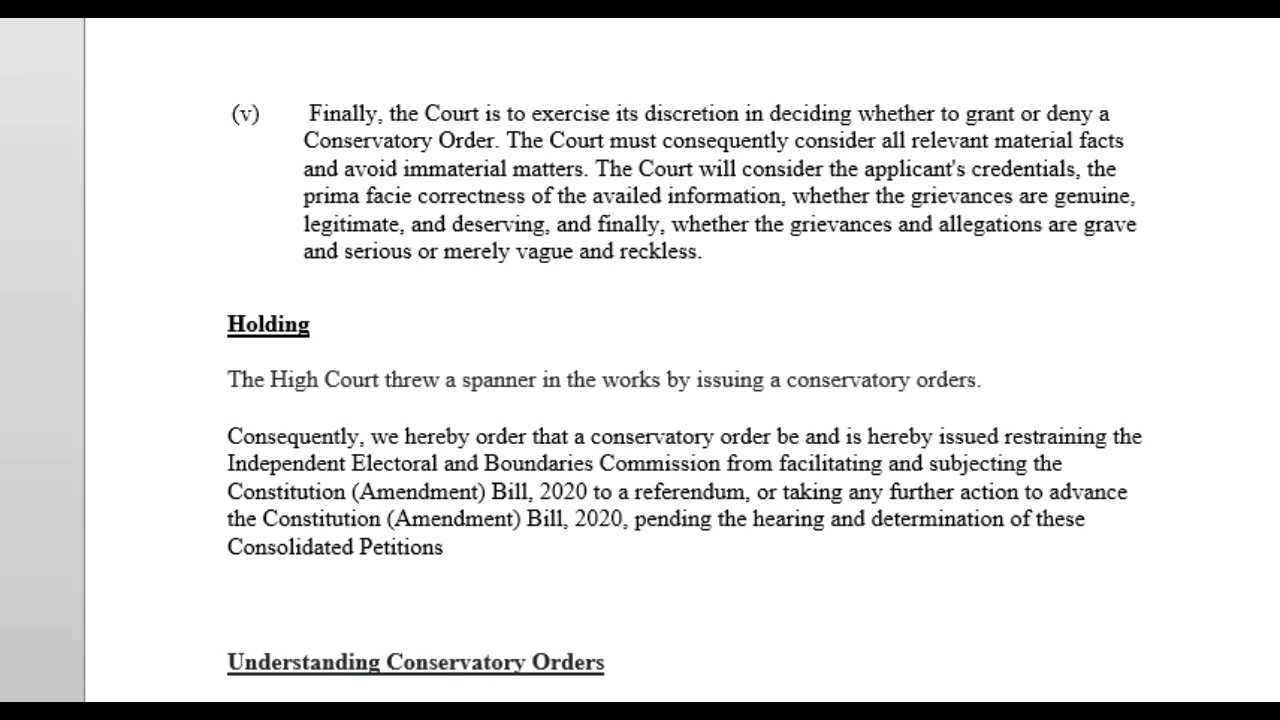 (v) Finally, the Court is to exercise its discretion in deciding whether to grant or deny a
Conservatory Order. The Court must consequently consider all relevant material facts
and avoid immaterial matters. The Court will consider the applicant's credentials, the
prima facie correctness of the availed information, whether the grievances are genuine,
legitimate, and deserving, and finally, whether the grievances and allegations are grave
and serious or merely vague and reckless.
Holding
The High Court threw a spanner in the works by issuing a conservatory orders.
Consequently, we hereby order that a conservatory order be and is hereby issued restraining the
Independent Electoral and Boundaries Commission from facilitating and subjecting the
Constitution (Amendment) Bill, 2020 to a referendum, or taking any further action to advance
the Constitution (Amendment) Bill, 2020, pending the hearing and determination of these
Consolidated Petitions
Understanding Conservatory Orders